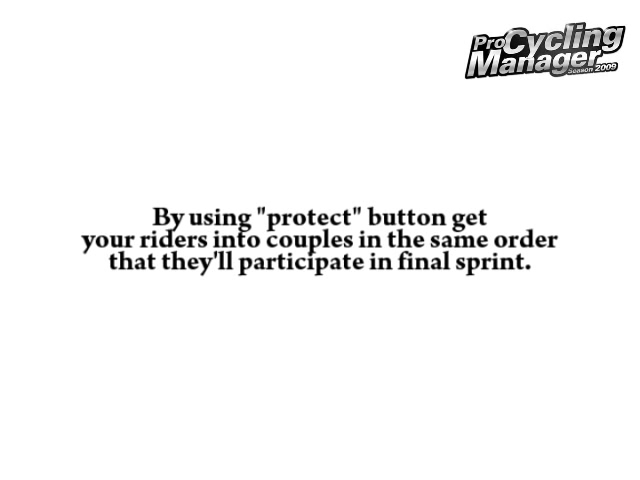 Pro Cycling
Manager
Season 2009
By using "protect" button get
your riders into couples in the same order
that they'll participate in final sprint.